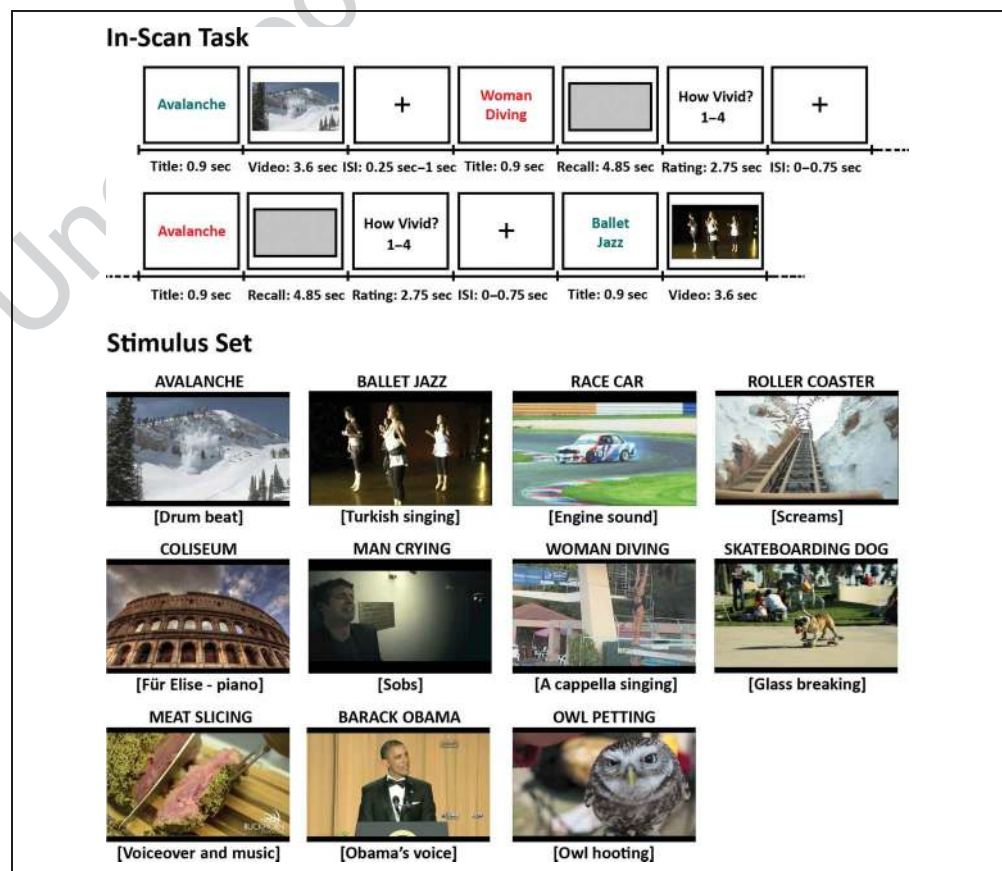 Un
o
In-Scan Task
Avalanche
+
Woman
Diving
How Vivid?
1–4
+
Title: 0.9 sec Video: 3.6 sec ISI: 0.25 sec–1 sec Title: 0.9 sec Recall: 4.85 sec Rating: 2.75 sec ISI: 0–0.75 sec
Avalanche
How Vivid?
1–4
+
Ballet
Jazz
Title: 0.9 sec Recall: 4.85 sec Rating: 2.75 sec ISI: 0–0.75 sec Title: 0.9 sec Video: 3.6 sec
Stimulus Set
AVALANCHE BALLET JAZZ RACE CAR ROLLER COASTER
[Drum beat] [Turkish singing] [Engine sound] [Screams]
COLISEUM MAN CRYING WOMAN DIVING SKATEBOARDING DOG
[Für Elise - piano] [Sobs] [A cappella singing] [Glass breaking]
MEAT SLICING BARACK OBAMA OWL PETTING
BUCKHORN
[Voiceover and music] [Obama's voice] [Owl hooting]